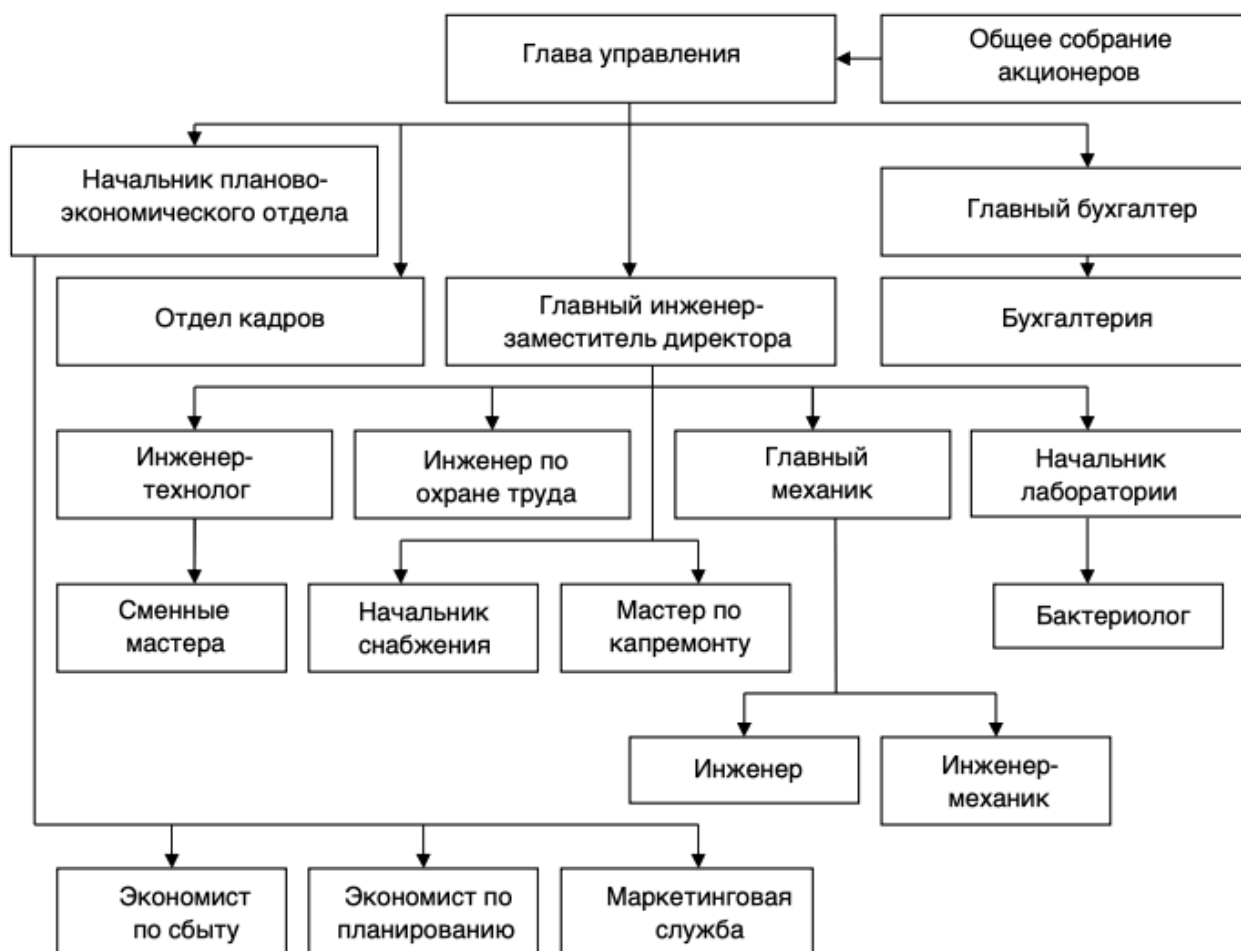 Глава управления
Общее собрание
акционеров
Начальник планово-
экономического отдела
Главный бухгалтер
Отдел кадров
Главный инженер-
заместитель директора
Бухгалтерия
Инженер-
технолог
Инженер по
охране труда
Главный
механик
Начальник
лаборатории
Сменные
мастера
Начальник
снабжения
Мастер по
капремонту
Бактериолог
Инженер
Инженер-
механик
Экономист
по сбыту
Экономист по
планированию
Маркетинговая
служба